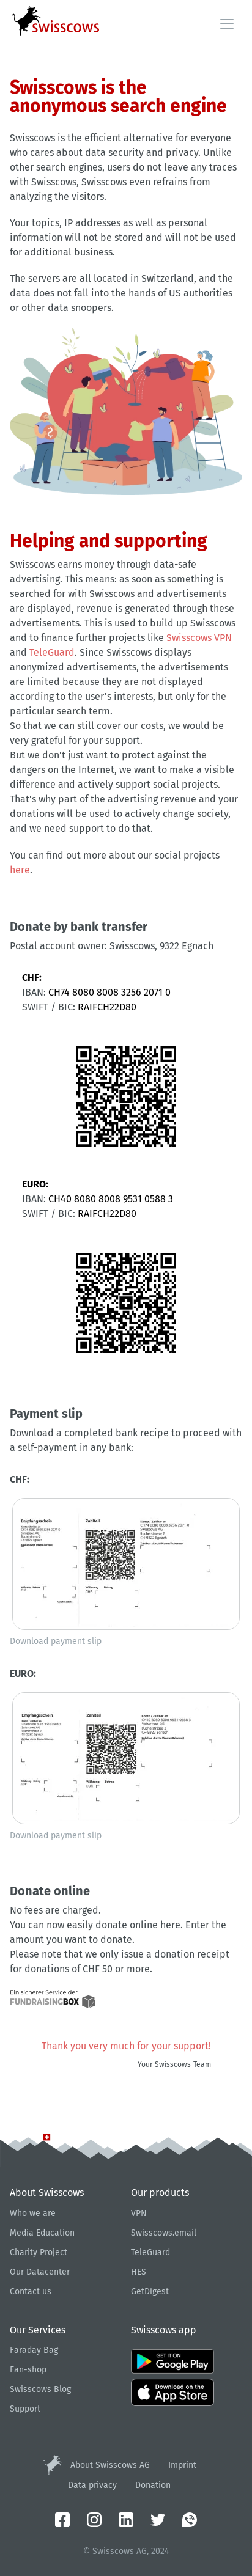 swisscows
Swisscows is the
anonymous search engine
Swisscows is the efficient alternative for everyone
who cares about data security and privacy. Unlike
other search engines, users do not leave any traces
with Swisscows, Swisscows even refrains from
analyzing the visitors.
Your topics, IP addresses as well as personal
information will not be stored and will not be used
for additional business.
The servers are all located in Switzerland, and the
data does not fall into the hands of US authorities
or other data snoopers.
Helping and supporting
Swisscows earns money through data-safe
advertising. This means: as soon as something is
searched for with Swisscows and advertisements
are displayed, revenue is generated through these
advertisements. This is used to build up Swisscows
and to finance further projects like Swisscows VPN
and TeleGuard. Since Swisscows displays
anonymized advertisements, the advertisements
are limited because they are not displayed
according to the user's interests, but only for the
particular search term.
So that we can still cover our costs, we would be
very grateful for your support.
But we don't just want to protect against the
dangers on the Internet, we want to make a visible
difference and actively support social projects.
That's why part of the advertising revenue and your
donations will be used to actively change society,
and we need support to do that.
You can find out more about our social projects
here.
Donate by bank transfer
Postal account owner: Swisscows, 9322 Egnach
CHF:
IBAN: CH74 8080 8008 3256 2071 0
SWIFT / BIC: RAIFCH22D80
EURO:
IBAN: CH40 8080 8008 9531 0588 3
SWIFT / BIC: RAIFCH22D80
Payment slip
Download a completed bank recipe to proceed with
a self-payment in any bank:
CHF:
Empfangsschein
Zahlteil
Währung Betrag
CHF
Download payment slip
EURO:
Empfangsschein
Zahlteil
Währung Betrag
EUR
Download payment slip
Donate online
No fees are charged.
You can now easily donate online here. Enter the
amount you want to donate.
Please note that we only issue a donation receipt
for donations of CHF 50 or more.
Ein sicherer Service der
FUNDRAISINGBOX
Thank you very much for your support!
Your Swisscows-Team
About Swisscows
Who we are
Media Education
Charity Project
Our Datacenter
Contact us
Our products
VPN
Swisscows.email
TeleGuard
HES
GetDigest
Our Services
Faraday Bag
Fan-shop
Swisscows Blog
Support
Swisscows app
GET IT ON
Google Play
Download on the
App Store
About Swisscows AG
Imprint
Data privacy
Donation
© Swisscows AG, 2024